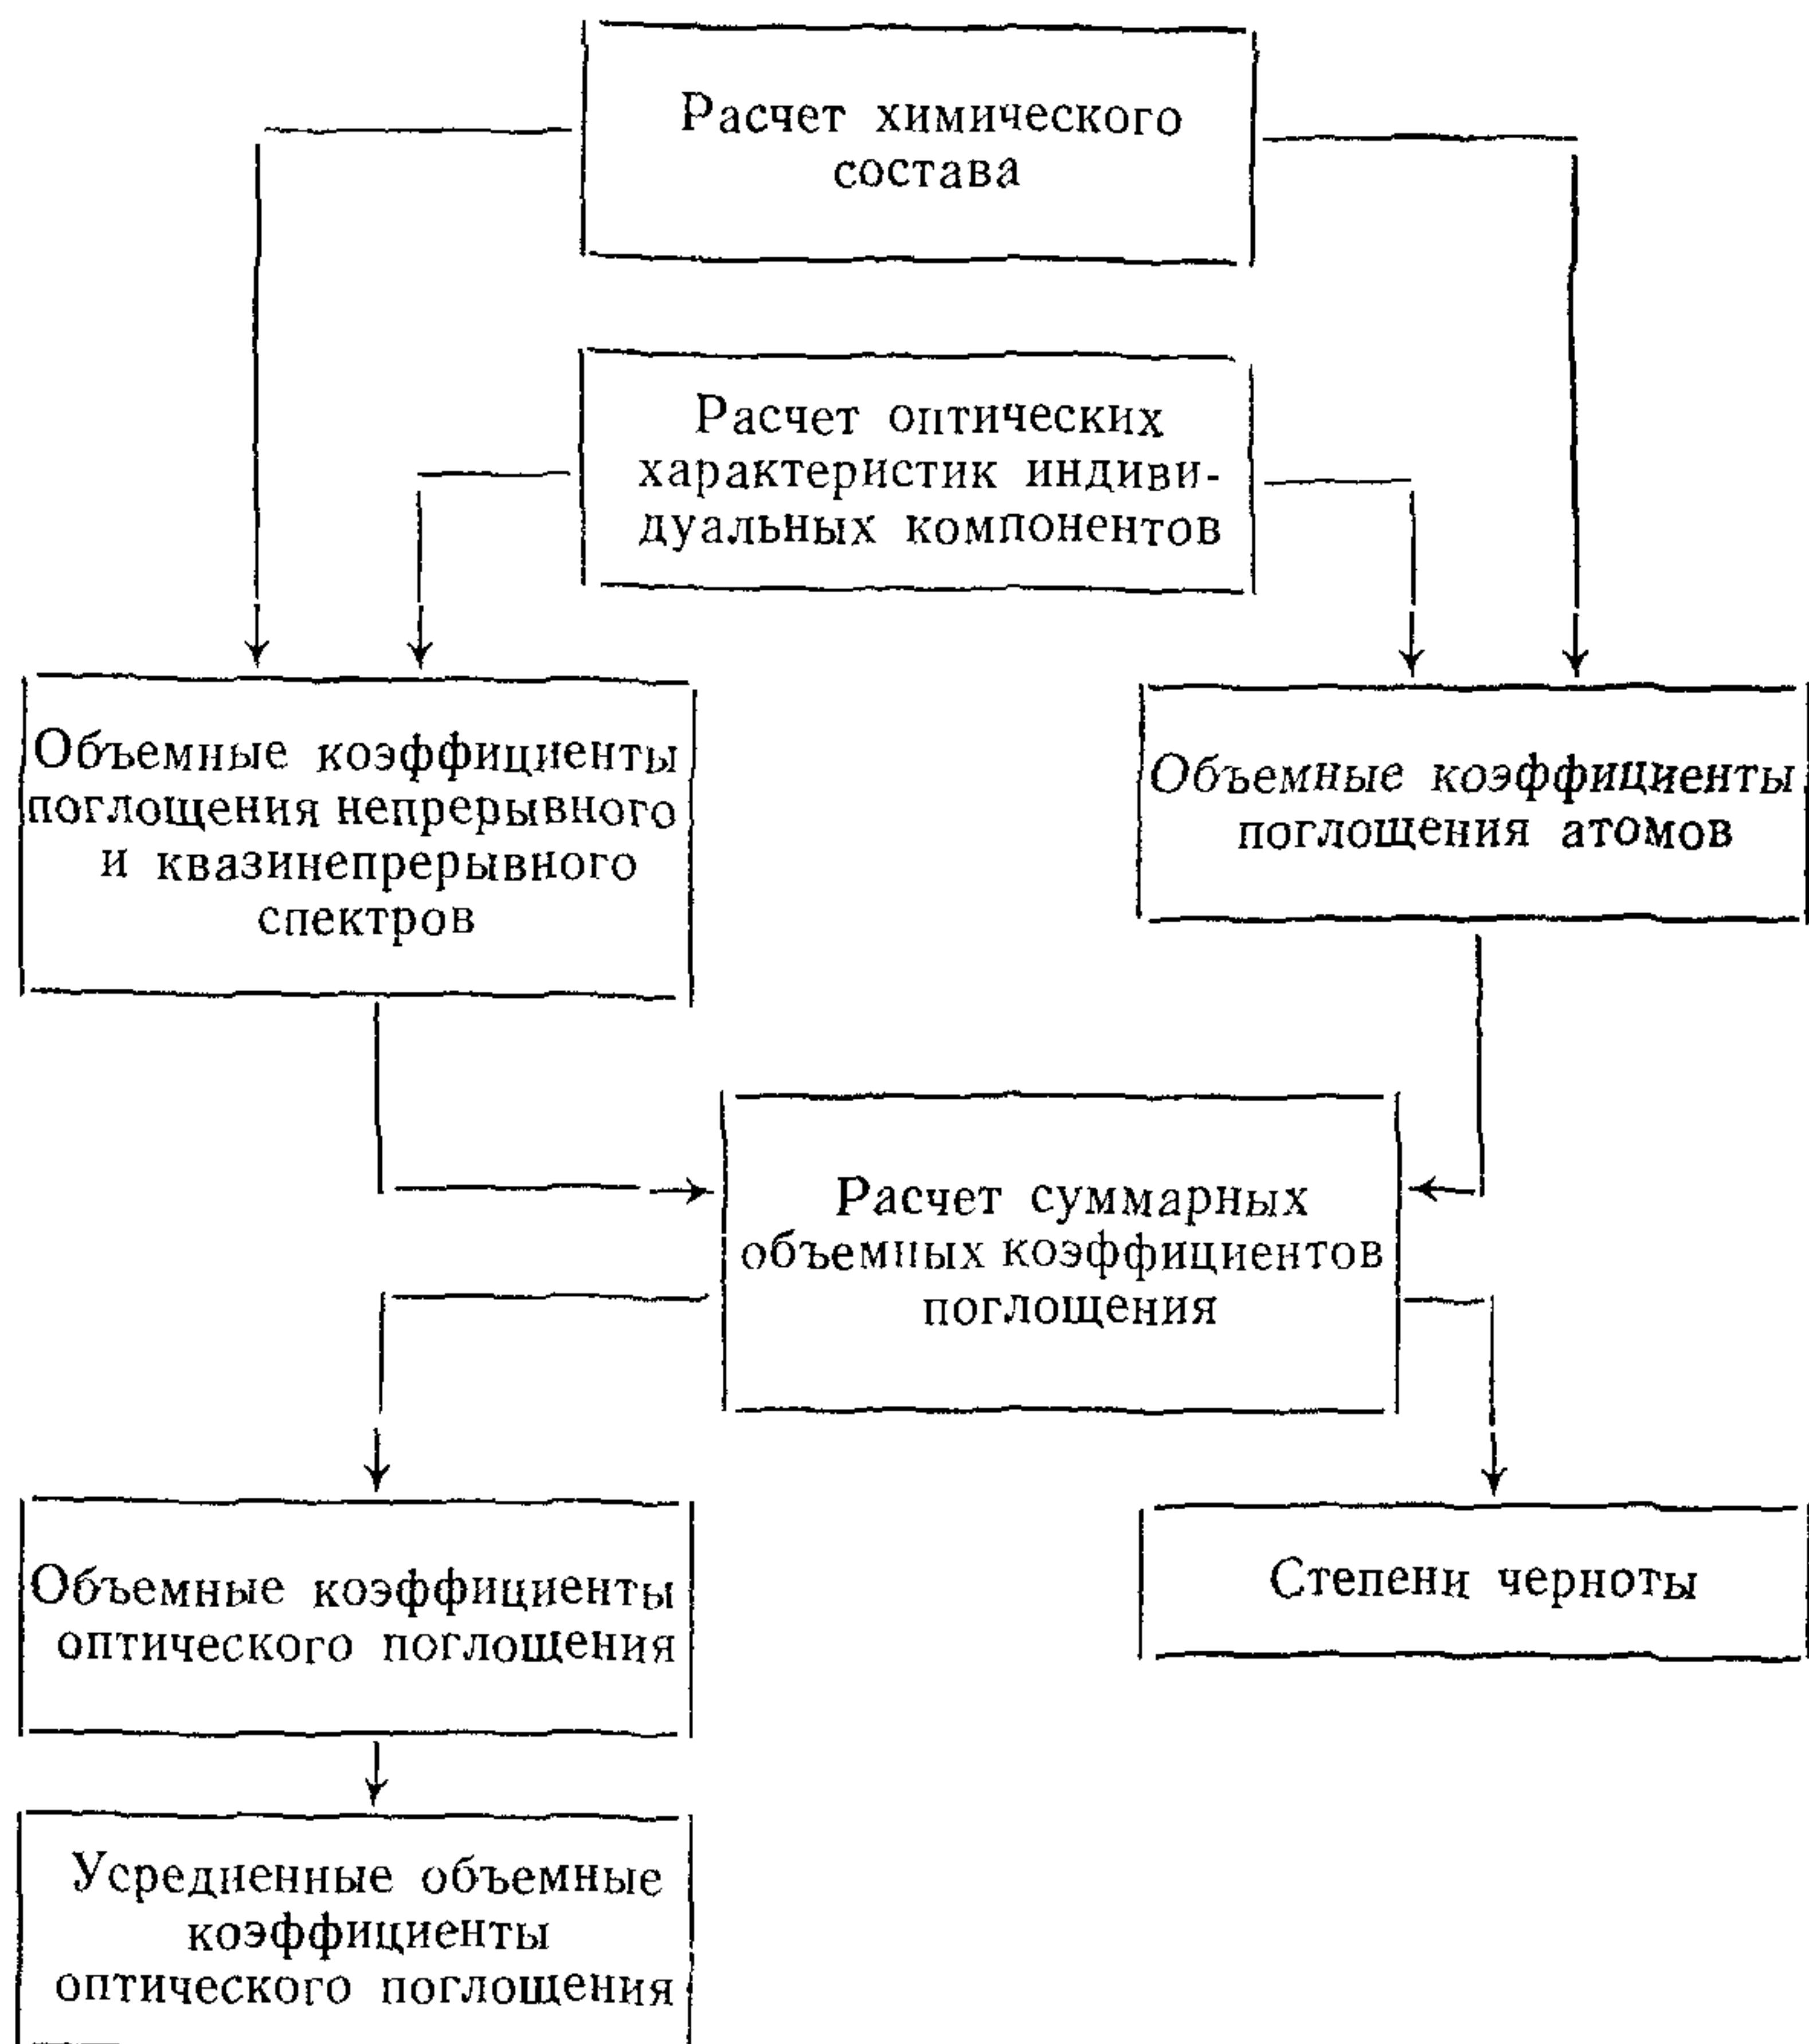 Расчет химического
состава
Расчет оптических
характеристик индиви-
дуальных компонентов
Объемные коэффициенты
поглощения непрерывного
и квазинепрерывного
спектров
Объемные коэффициенты
поглощения атомов
Расчет суммарных
объемных коэффициентов
поглощения
Объемные коэффициенты
оптического поглощения
Степени черноты
Усредненные объемные
коэффициенты
оптического поглощения